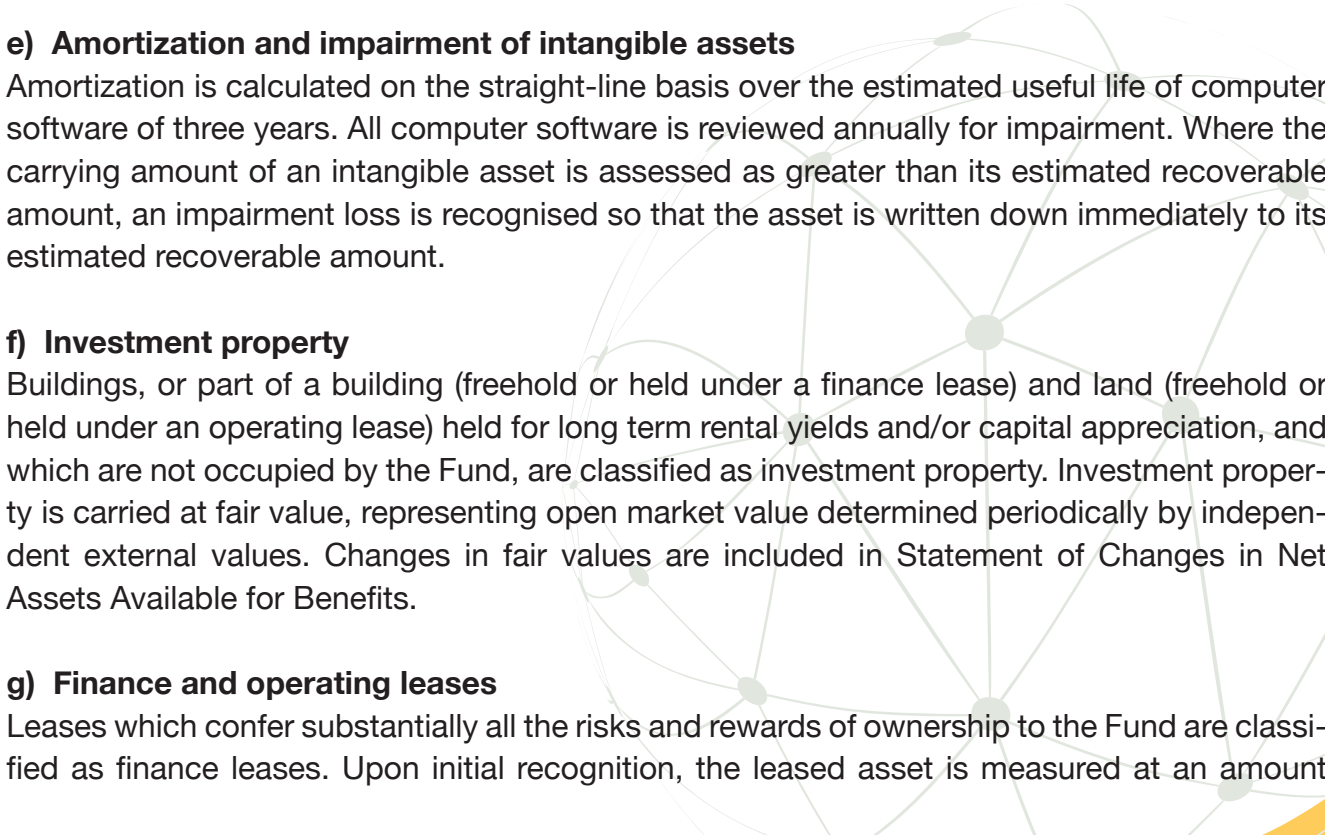 e) Amortization and impairment of intangible assets
Amortization is calculated on the straight-line basis over the estimated useful life of computer
software of three years. All computer software is reviewed annually for impairment. Where the
carrying amount of an intangible asset is assessed as greater than its estimated recoverable
amount, an impairment loss is recognised so that the asset is written down immediately to its
estimated recoverable amount.
f) Investment property
Buildings, or part of a building (freehold or held under a finance lease) and land (freehold or
held under an operating lease) held for long term rental yields and/or capital appreciation, and
which are not occupied by the Fund, are classified as investment property. Investment proper-
ty is carried at fair value, representing open market value determined periodically by indepen-
dent external values. Changes in fair values are included in Statement of Changes in Net
Assets Available for Benefits.
g) Finance and operating leases
Leases which confer substantially all the risks and rewards of ownership to the Fund are classi-
fied as finance leases. Upon initial recognition, the leased asset is measured at an amount